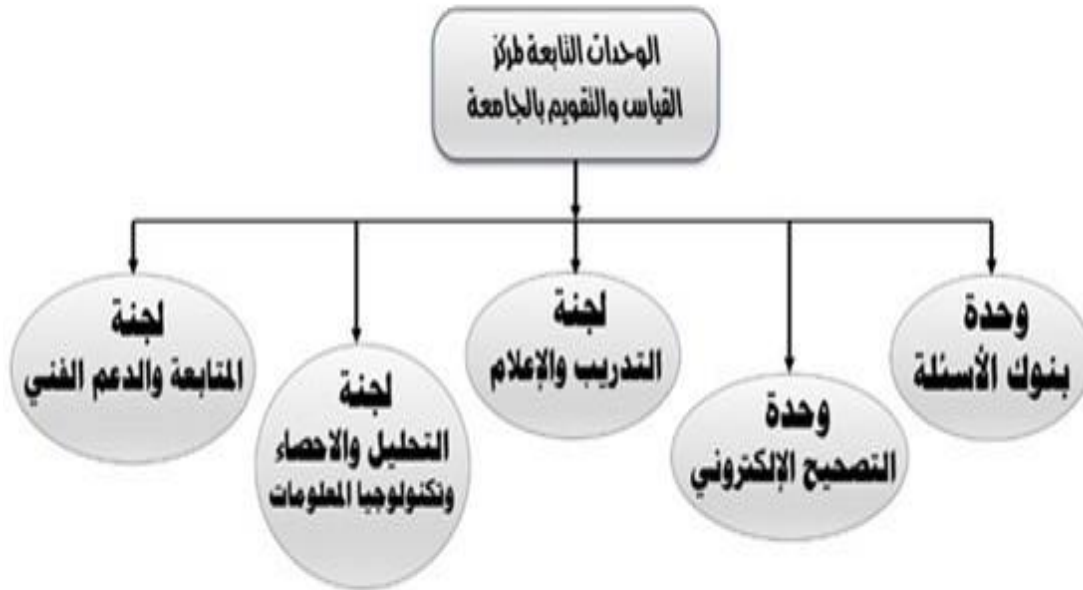 الوحدات التابعة لمركز
القياس والتقويم بالجامعة
وحدة
بنوك الأسئلة
وحدة
التصحيح الإلكتروني
لجنة
التدريب والإعلام
لجنة
التحليل والاحصاء
وتكنولوجيا المعلومات
لجنة
المتابعة والدعم الفني